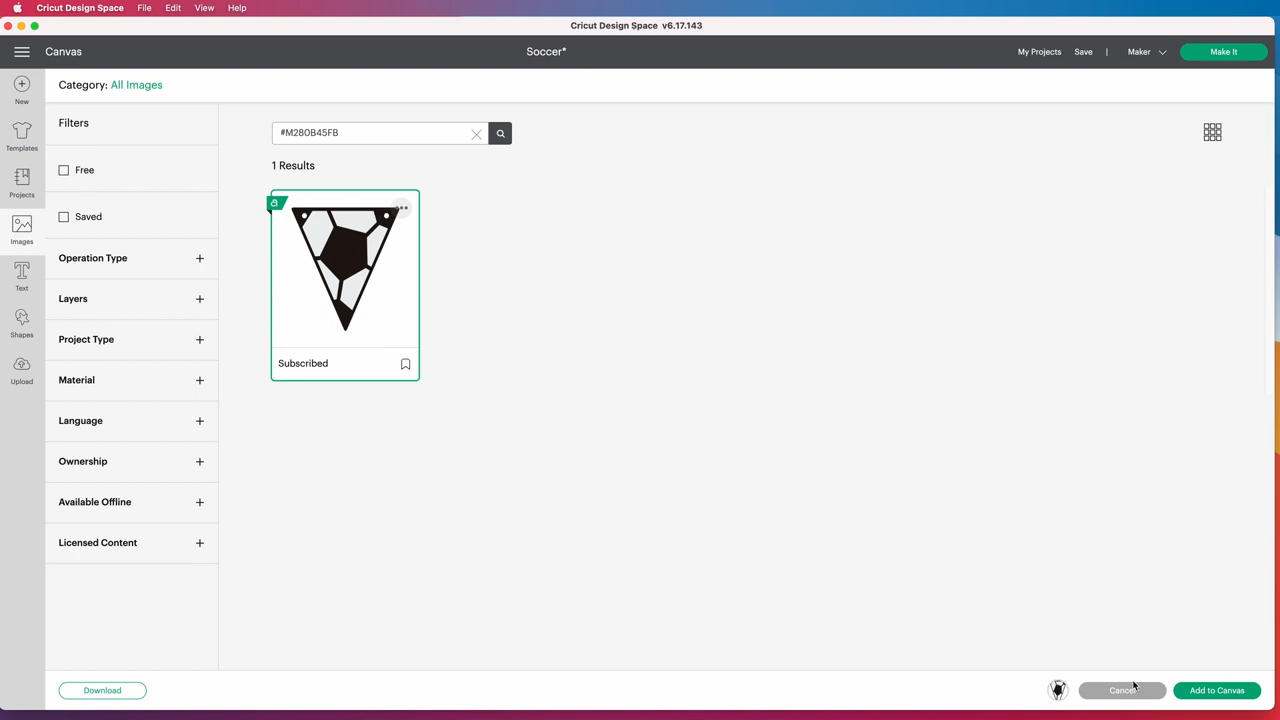 Cricut Design Space File Edit View Help
Cricut Design Space v6.17.143
Canvas Soccer* My Projects Save | Maker Make It
Category: All Images
New
Templates
Projects
Images
Text
Shapes
Upload
Filters
Free
Saved
Operation Type +
Layers +
Project Type +
Material +
Language +
Ownership +
Available Offline +
Licensed Content +
#M280B45FB
1 Results
Subscribed
Download Cancel Add to Canvas